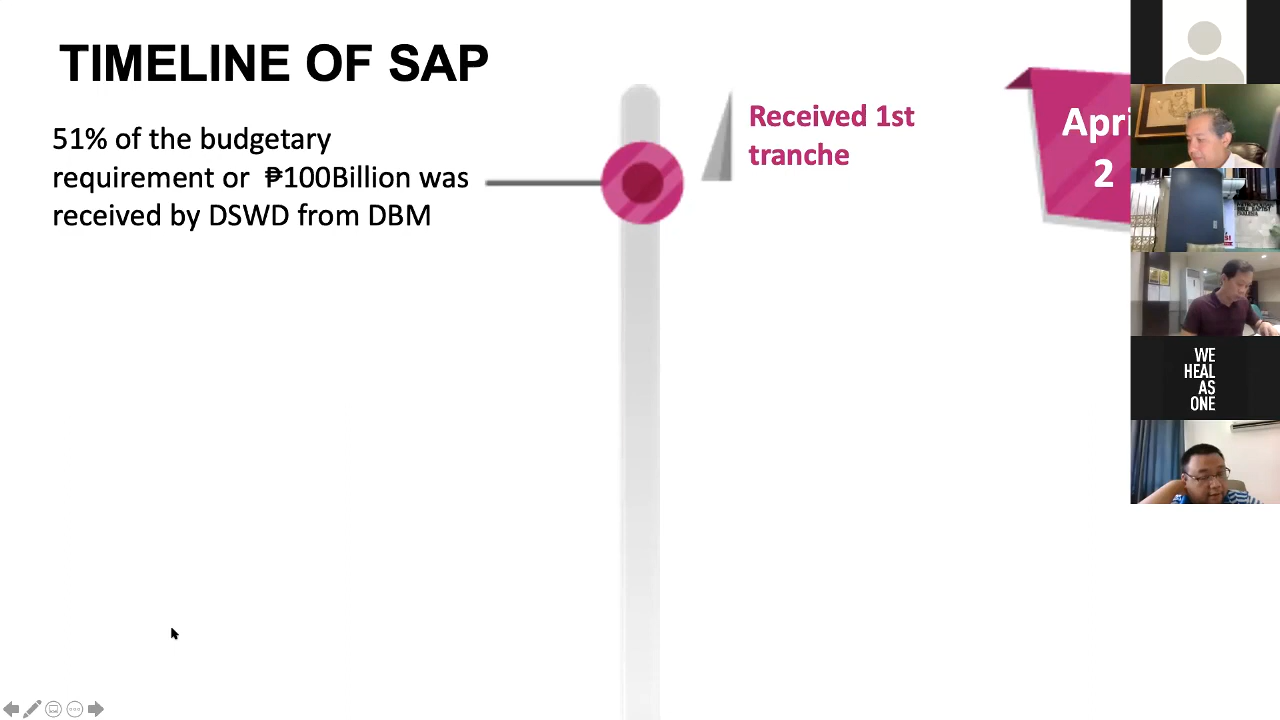 TIMELINE OF SAP
51% of the budgetary
requirement or ₱100Billion was
received by DSWD from DBM
Received 1st
tranche
Apri
2
WE
HEAL
AS
ONE